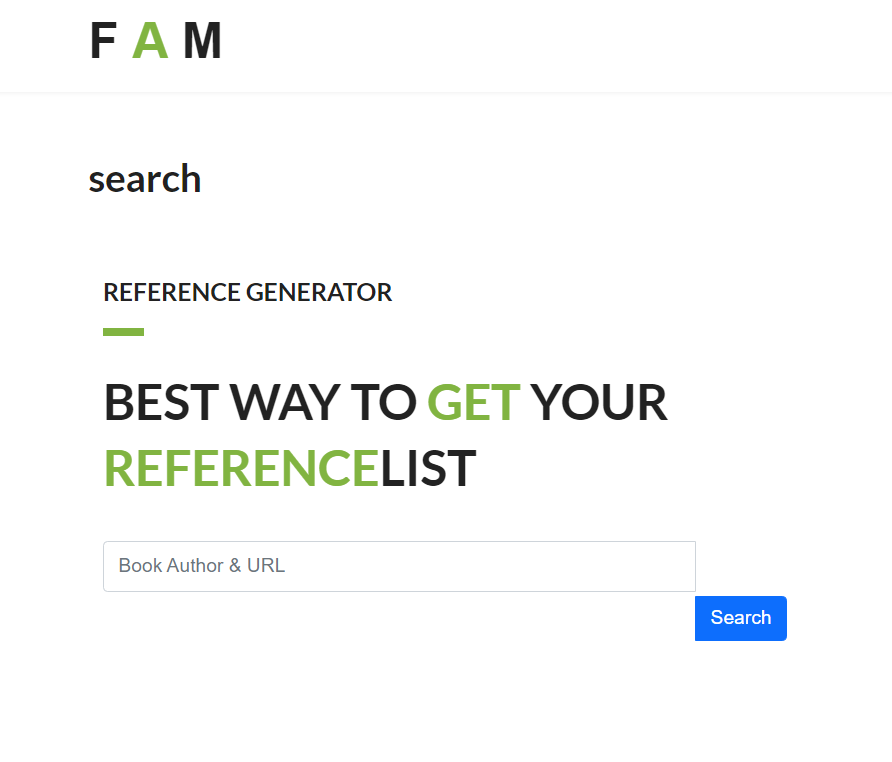 F A M
search
REFERENCE GENERATOR
BEST WAY TO GET YOUR
REFERENCELIST
Book Author & URL
Search